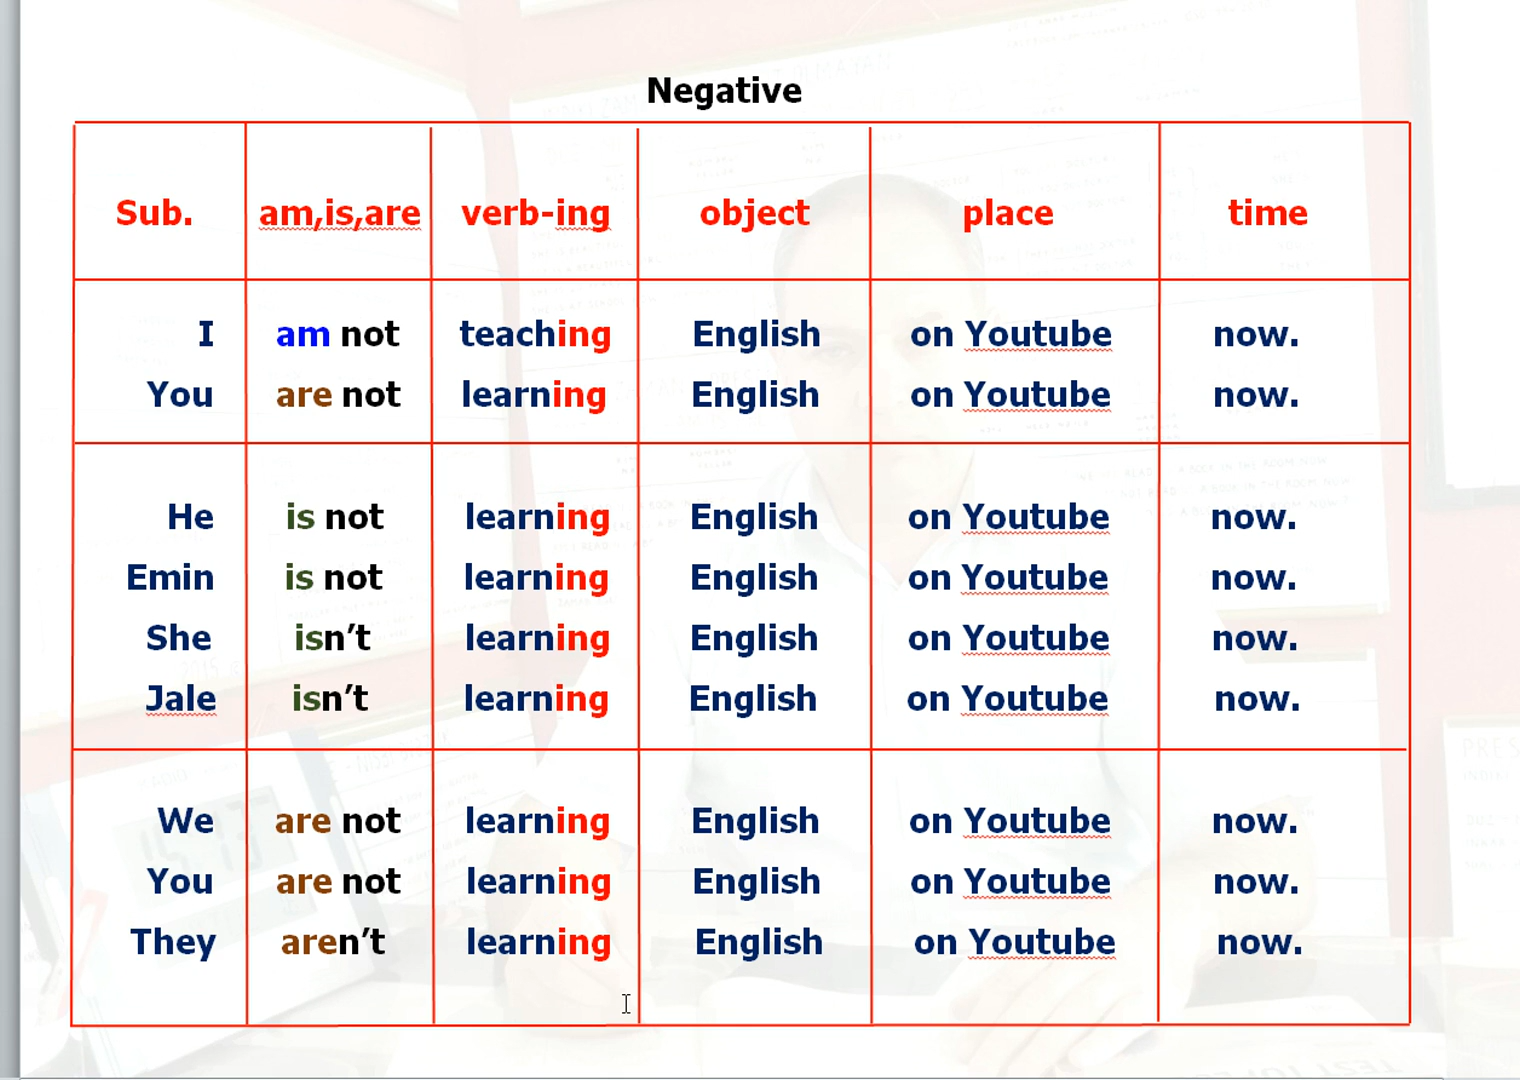 Negative
Sub. am,is,are verb-ing object place time
I am not teaching English on Youtube now.
You are not learning English on Youtube now.
He is not learning English on Youtube now.
Emin is not learning English on Youtube now.
She isn’t learning English on Youtube now.
Jale isn’t learning English on Youtube now.
We are not learning English on Youtube now.
You are not learning English on Youtube now.
They aren’t learning English on Youtube now.